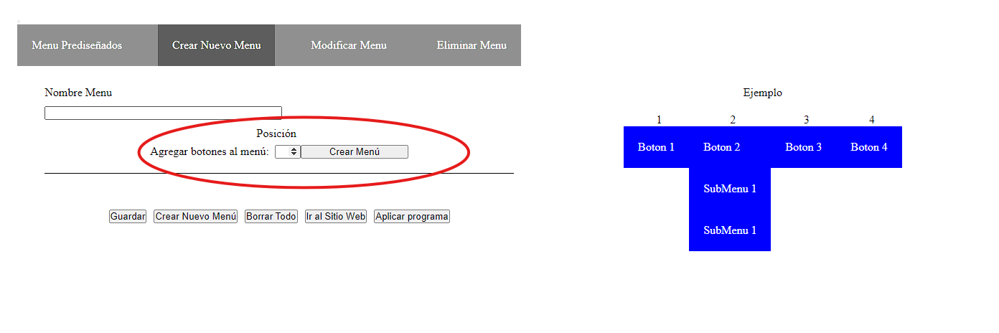 Menu Prediseñados Crear Nuevo Menu Modificar Menu Eliminar Menu
Nombre Menu
Posición
Agregar botones al menú: Crear Menú
Guardar Crear Nuevo Menú Borrar Todo Ir al Sitio Web Aplicar programa
Ejemplo
1 2 3 4
Boton 1 Boton 2 Boton 3 Boton 4
SubMenu 1
SubMenu 1